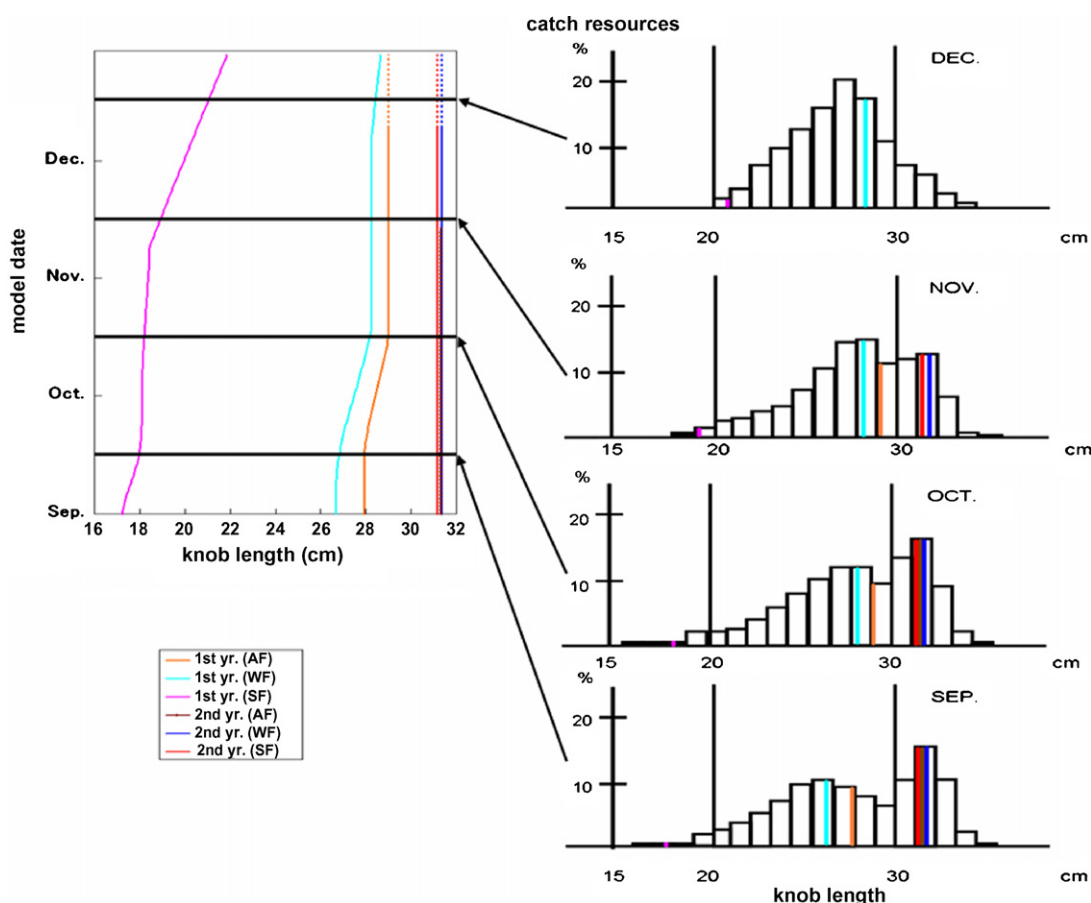 catch resources
model date
Dec.
Nov.
Oct.
Sep.
16 18 20 22 24 26 28 30 31 32
knob length (cm)
1st yr. (AF)
1st yr. (WF)
1st yr. (SF)
2nd yr. (AF)
2nd yr. (WF)
2nd yr. (SF)
%
DEC.
20
10
15 20 30 cm
%
NOV.
20
10
15 20 30 cm
%
OCT.
20
10
15 20 30 cm
%
SEP.
20
10
15 20 30 cm
knob length